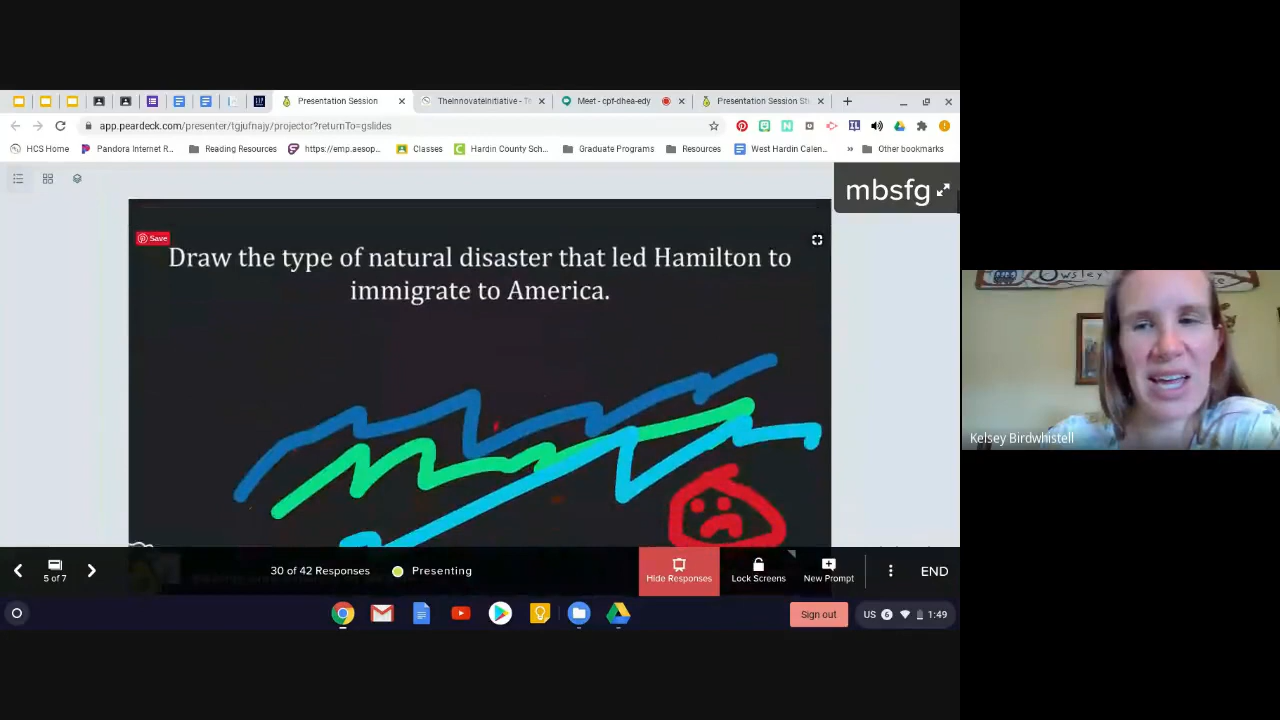 Presentation Session
TheInnovateInitiative - T
Meet - cpf-dhea-edy
Presentation Session St
app.peardeck.com/presenter/tgjufnajy/projector?returnTo=gslides
HCS Home
Pandora Internet R...
Reading Resources
https://emp.aesop...
Classes
Hardin County Sch...
Graduate Programs
Resources
West Hardin Calen...
»
Other bookmarks
mbsfg
Save
Draw the type of natural disaster that led Hamilton to
immigrate to America.
Owsley
Kelsey Birdwhistell
5 of 7
30 of 42 Responses
Presenting
Hide Responses
Lock Screens
New Prompt
END
Sign out
US
6
1:49